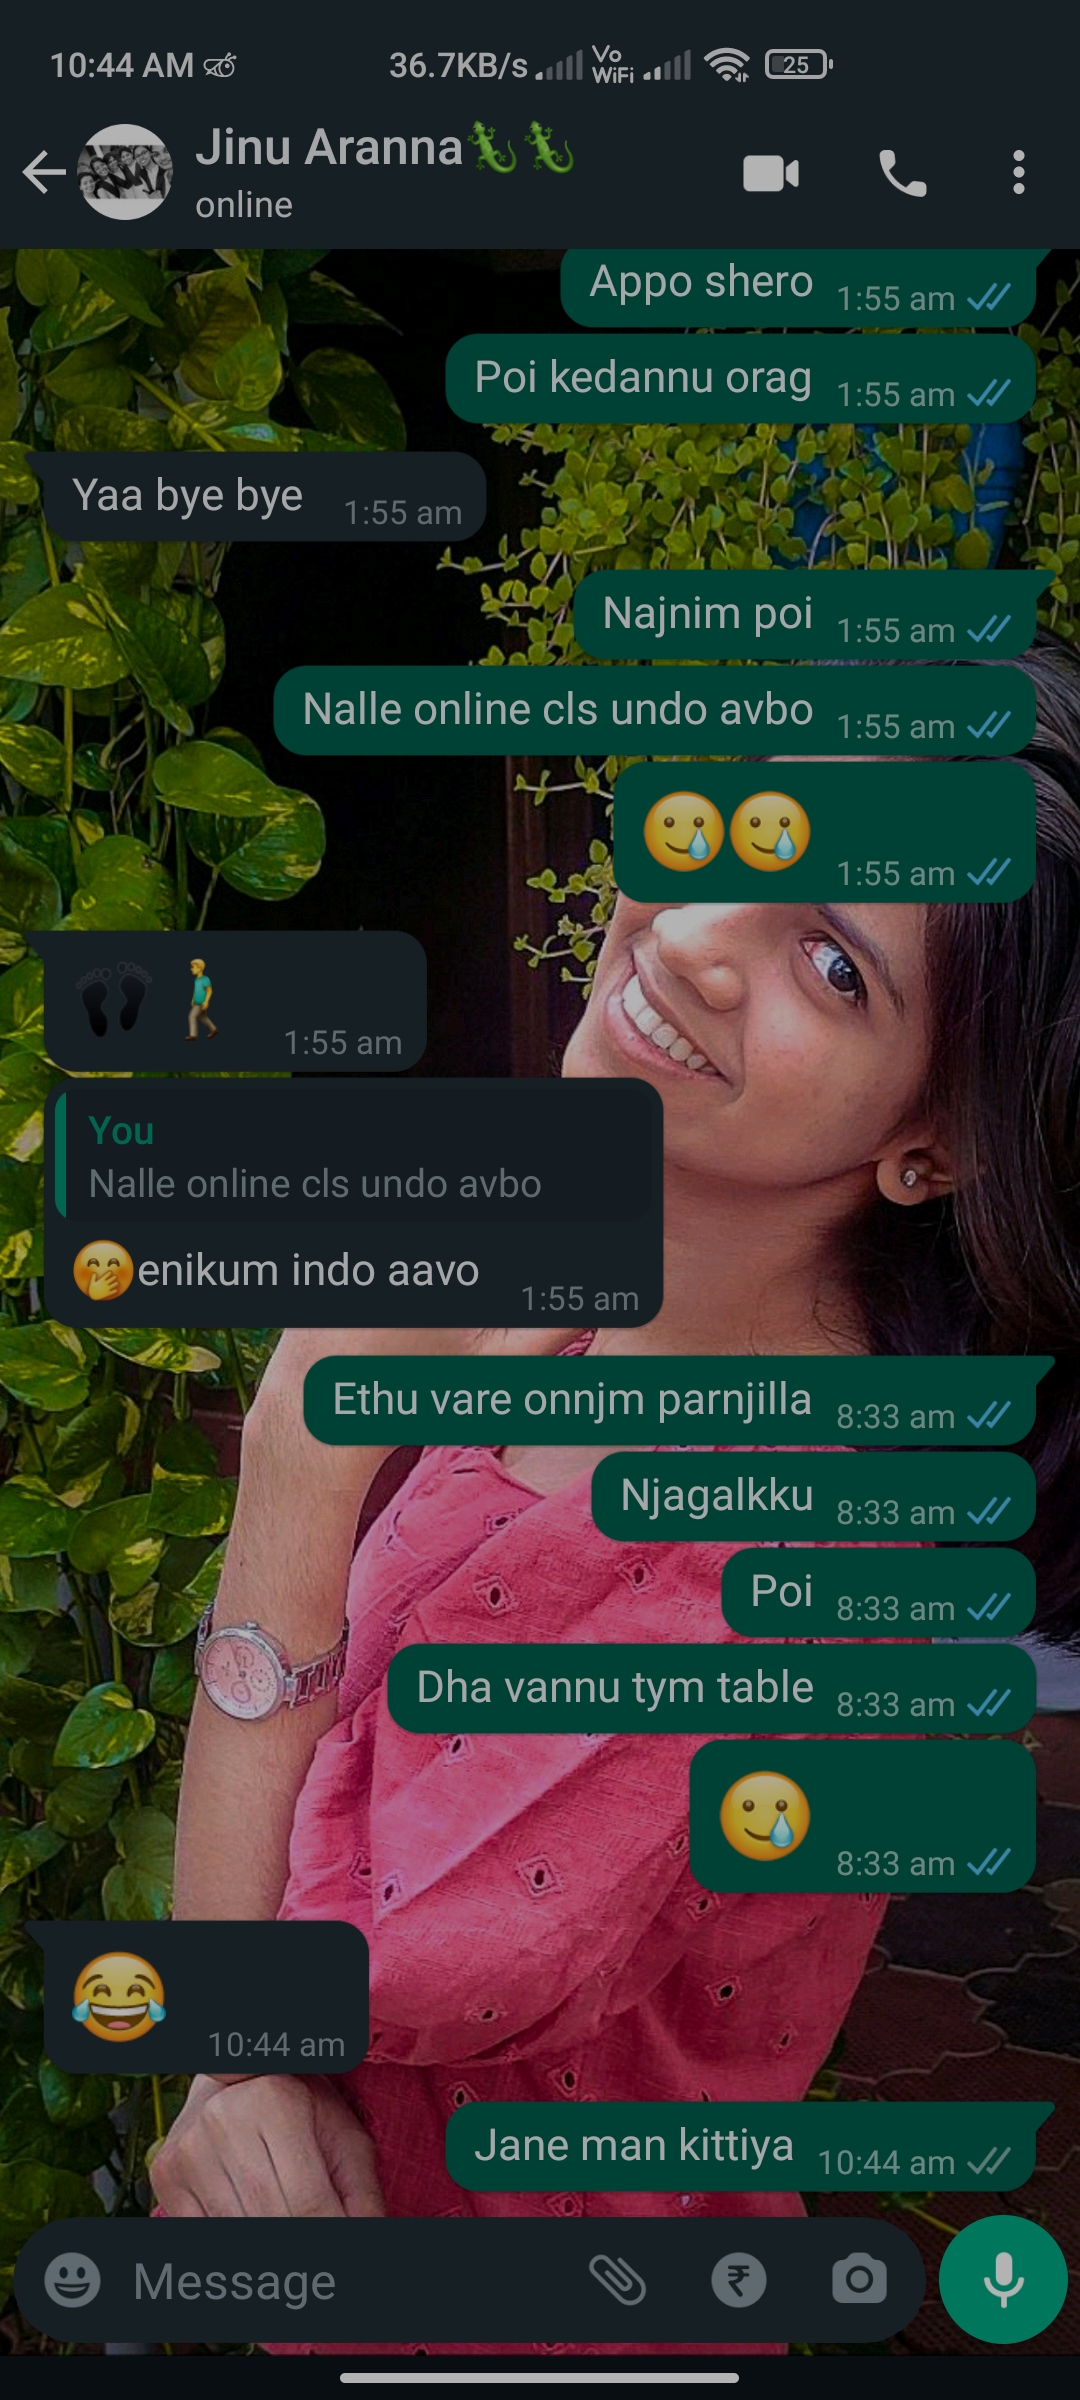 10:44 AM 36.7KB/s Vo WiFi 25
Jinu Aranna🦎🦎
online
Appo shero 1:55 am
Poi kedannu orag 1:55 am
Yaa bye bye 1:55 am
Najnim poi 1:55 am
Nalle online cls undo avbo 1:55 am
🥲🥲 1:55 am
👣🚶 1:55 am
You
Nalle online cls undo avbo
🤭enikum indo aavo 1:55 am
Ethu vare onnjm parnjilla 8:33 am
Njagalkku 8:33 am
Poi 8:33 am
Dha vannu tym table 8:33 am
🥲 8:33 am
😂 10:44 am
Jane man kittiya 10:44 am
Message